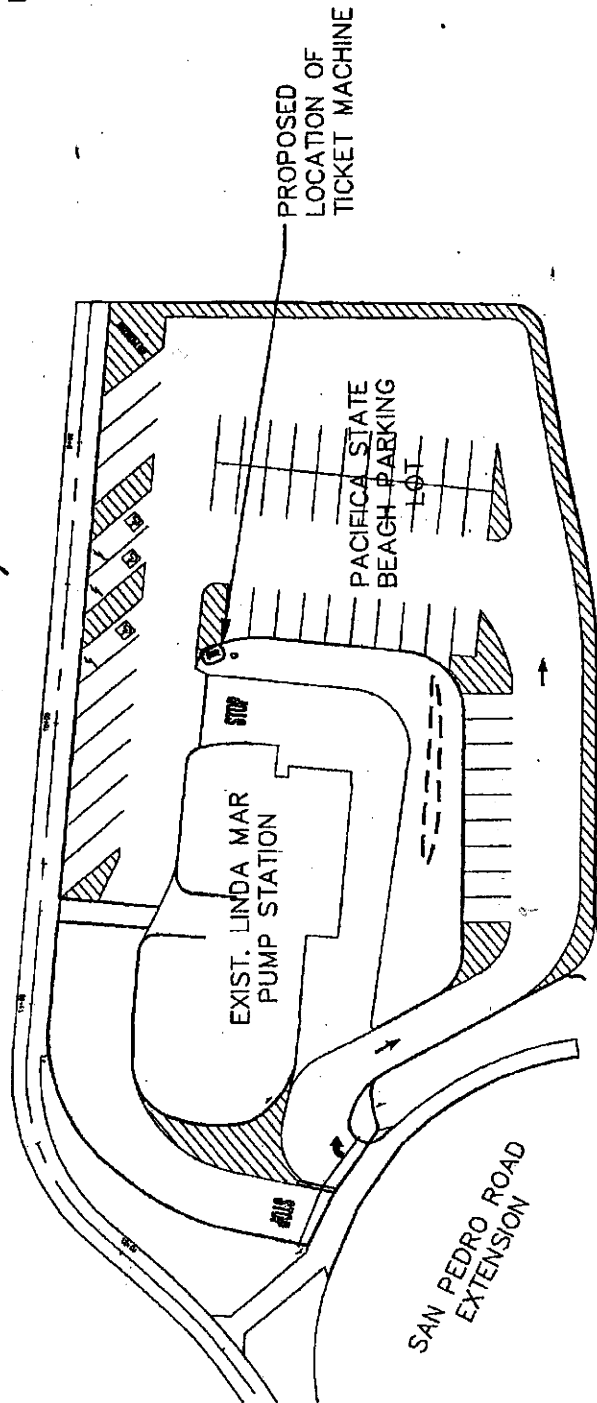 PROPOSED
LOCATION OF
TICKET MACHINE
PACIFICA STATE
BEACH PARKING
LOT
STOP
EXIST. LINDA MAR
PUMP STATION
STOP
SAN PEDRO ROAD
EXTENSION